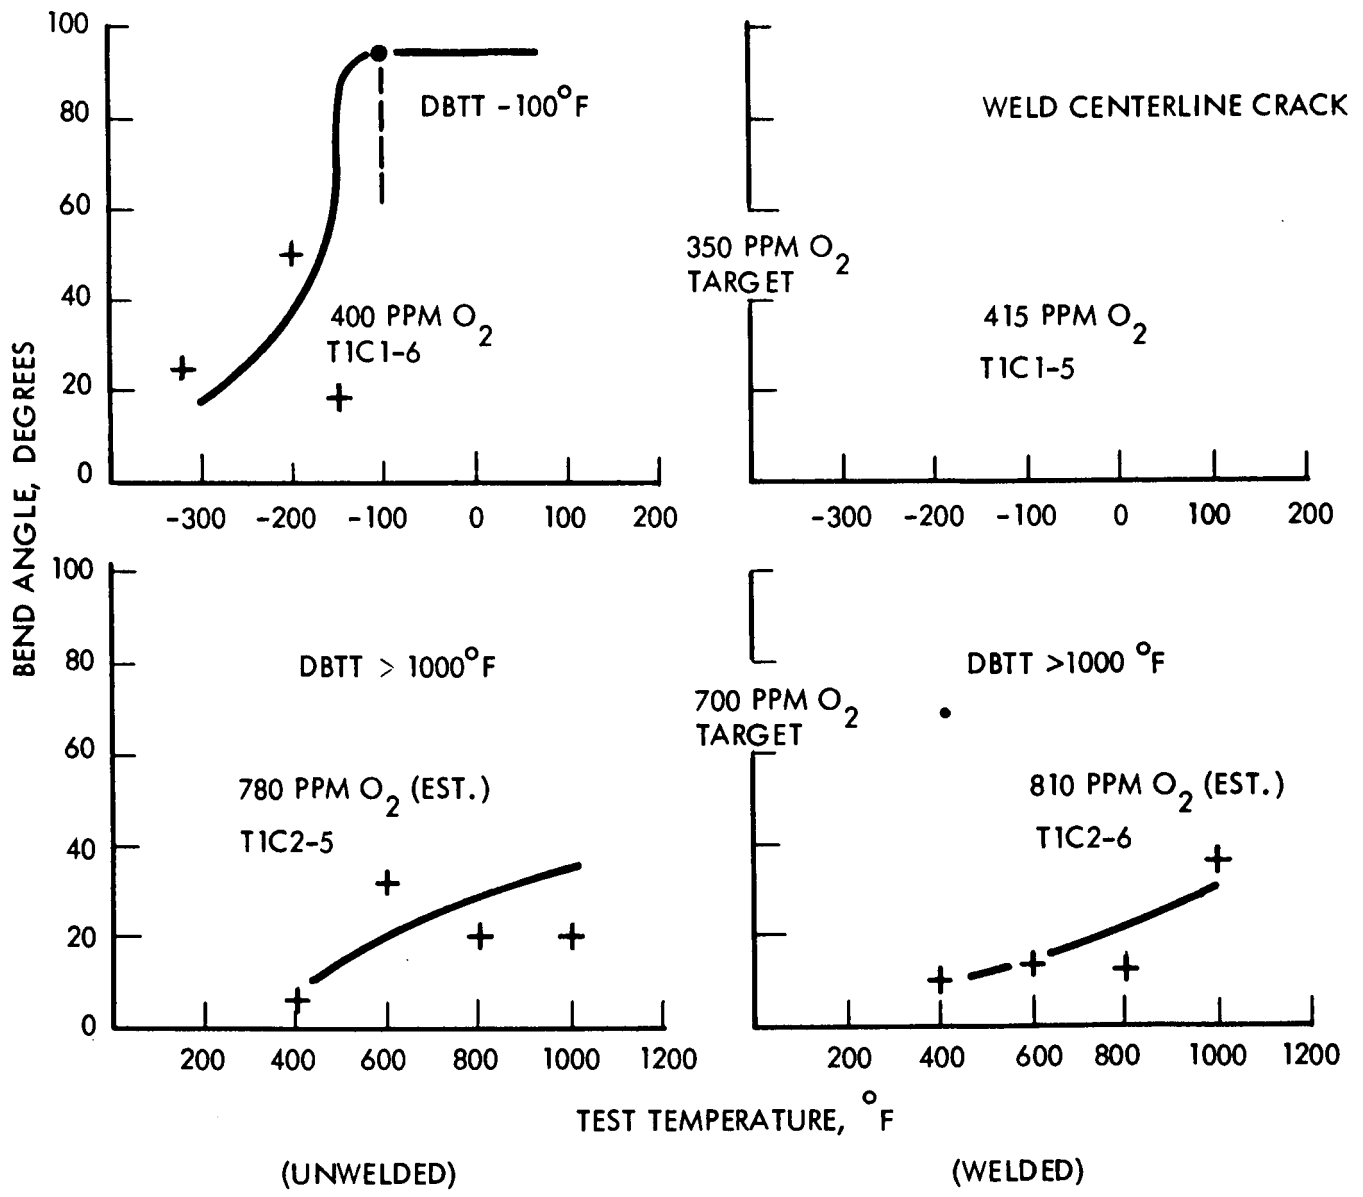 BEND ANGLE, DEGREES
100
80
60
40
20
0
DBTT -100°F
400 PPM O2
T1C1-6
-300 -200 -100 0 100 200
350 PPM O2
TARGET
WELD CENTERLINE CRACK
415 PPM O2
T1C1-5
-300 -200 -100 0 100 200
100
80
60
40
20
0
DBTT > 1000°F
780 PPM O2 (EST.)
T1C2-5
200 400 600 800 1000 1200
700 PPM O2
TARGET
DBTT >1000 °F
810 PPM O2 (EST.)
T1C2-6
200 400 600 800 1000 1200
TEST TEMPERATURE, °F
(UNWELDED)
(WELDED)